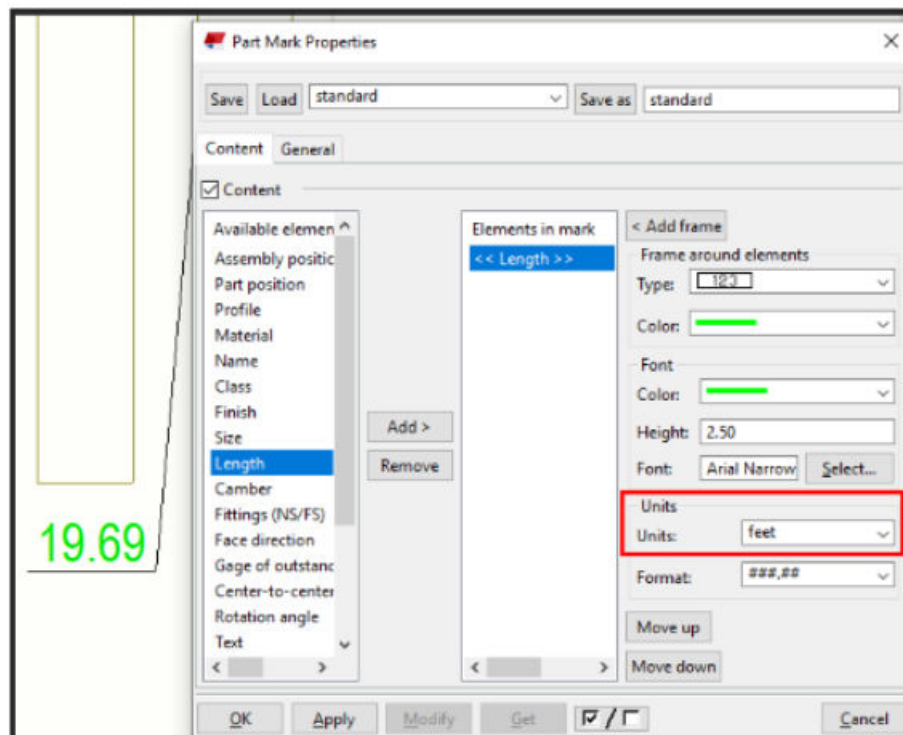 Part Mark Properties
Save Load standard Save as standard
Content General
Content
Available elemen
Assembly positic
Part position
Profile
Material
Name
Class
Finish
Size
Length
Camber
Fittings (NS/FS)
Face direction
Gage of outstanc
Center-to-center
Rotation angle
Text
Add >
Remove
Elements in mark
<< Length >>
< Add frame
Frame around elements
Type: 123
Color:
Font
Color:
Height: 2.50
Font: Arial Narrow Select...
Units
Units: feet
Format: ###,##
Move up
Move down
OK Apply Modify Get / Cancel
19.69